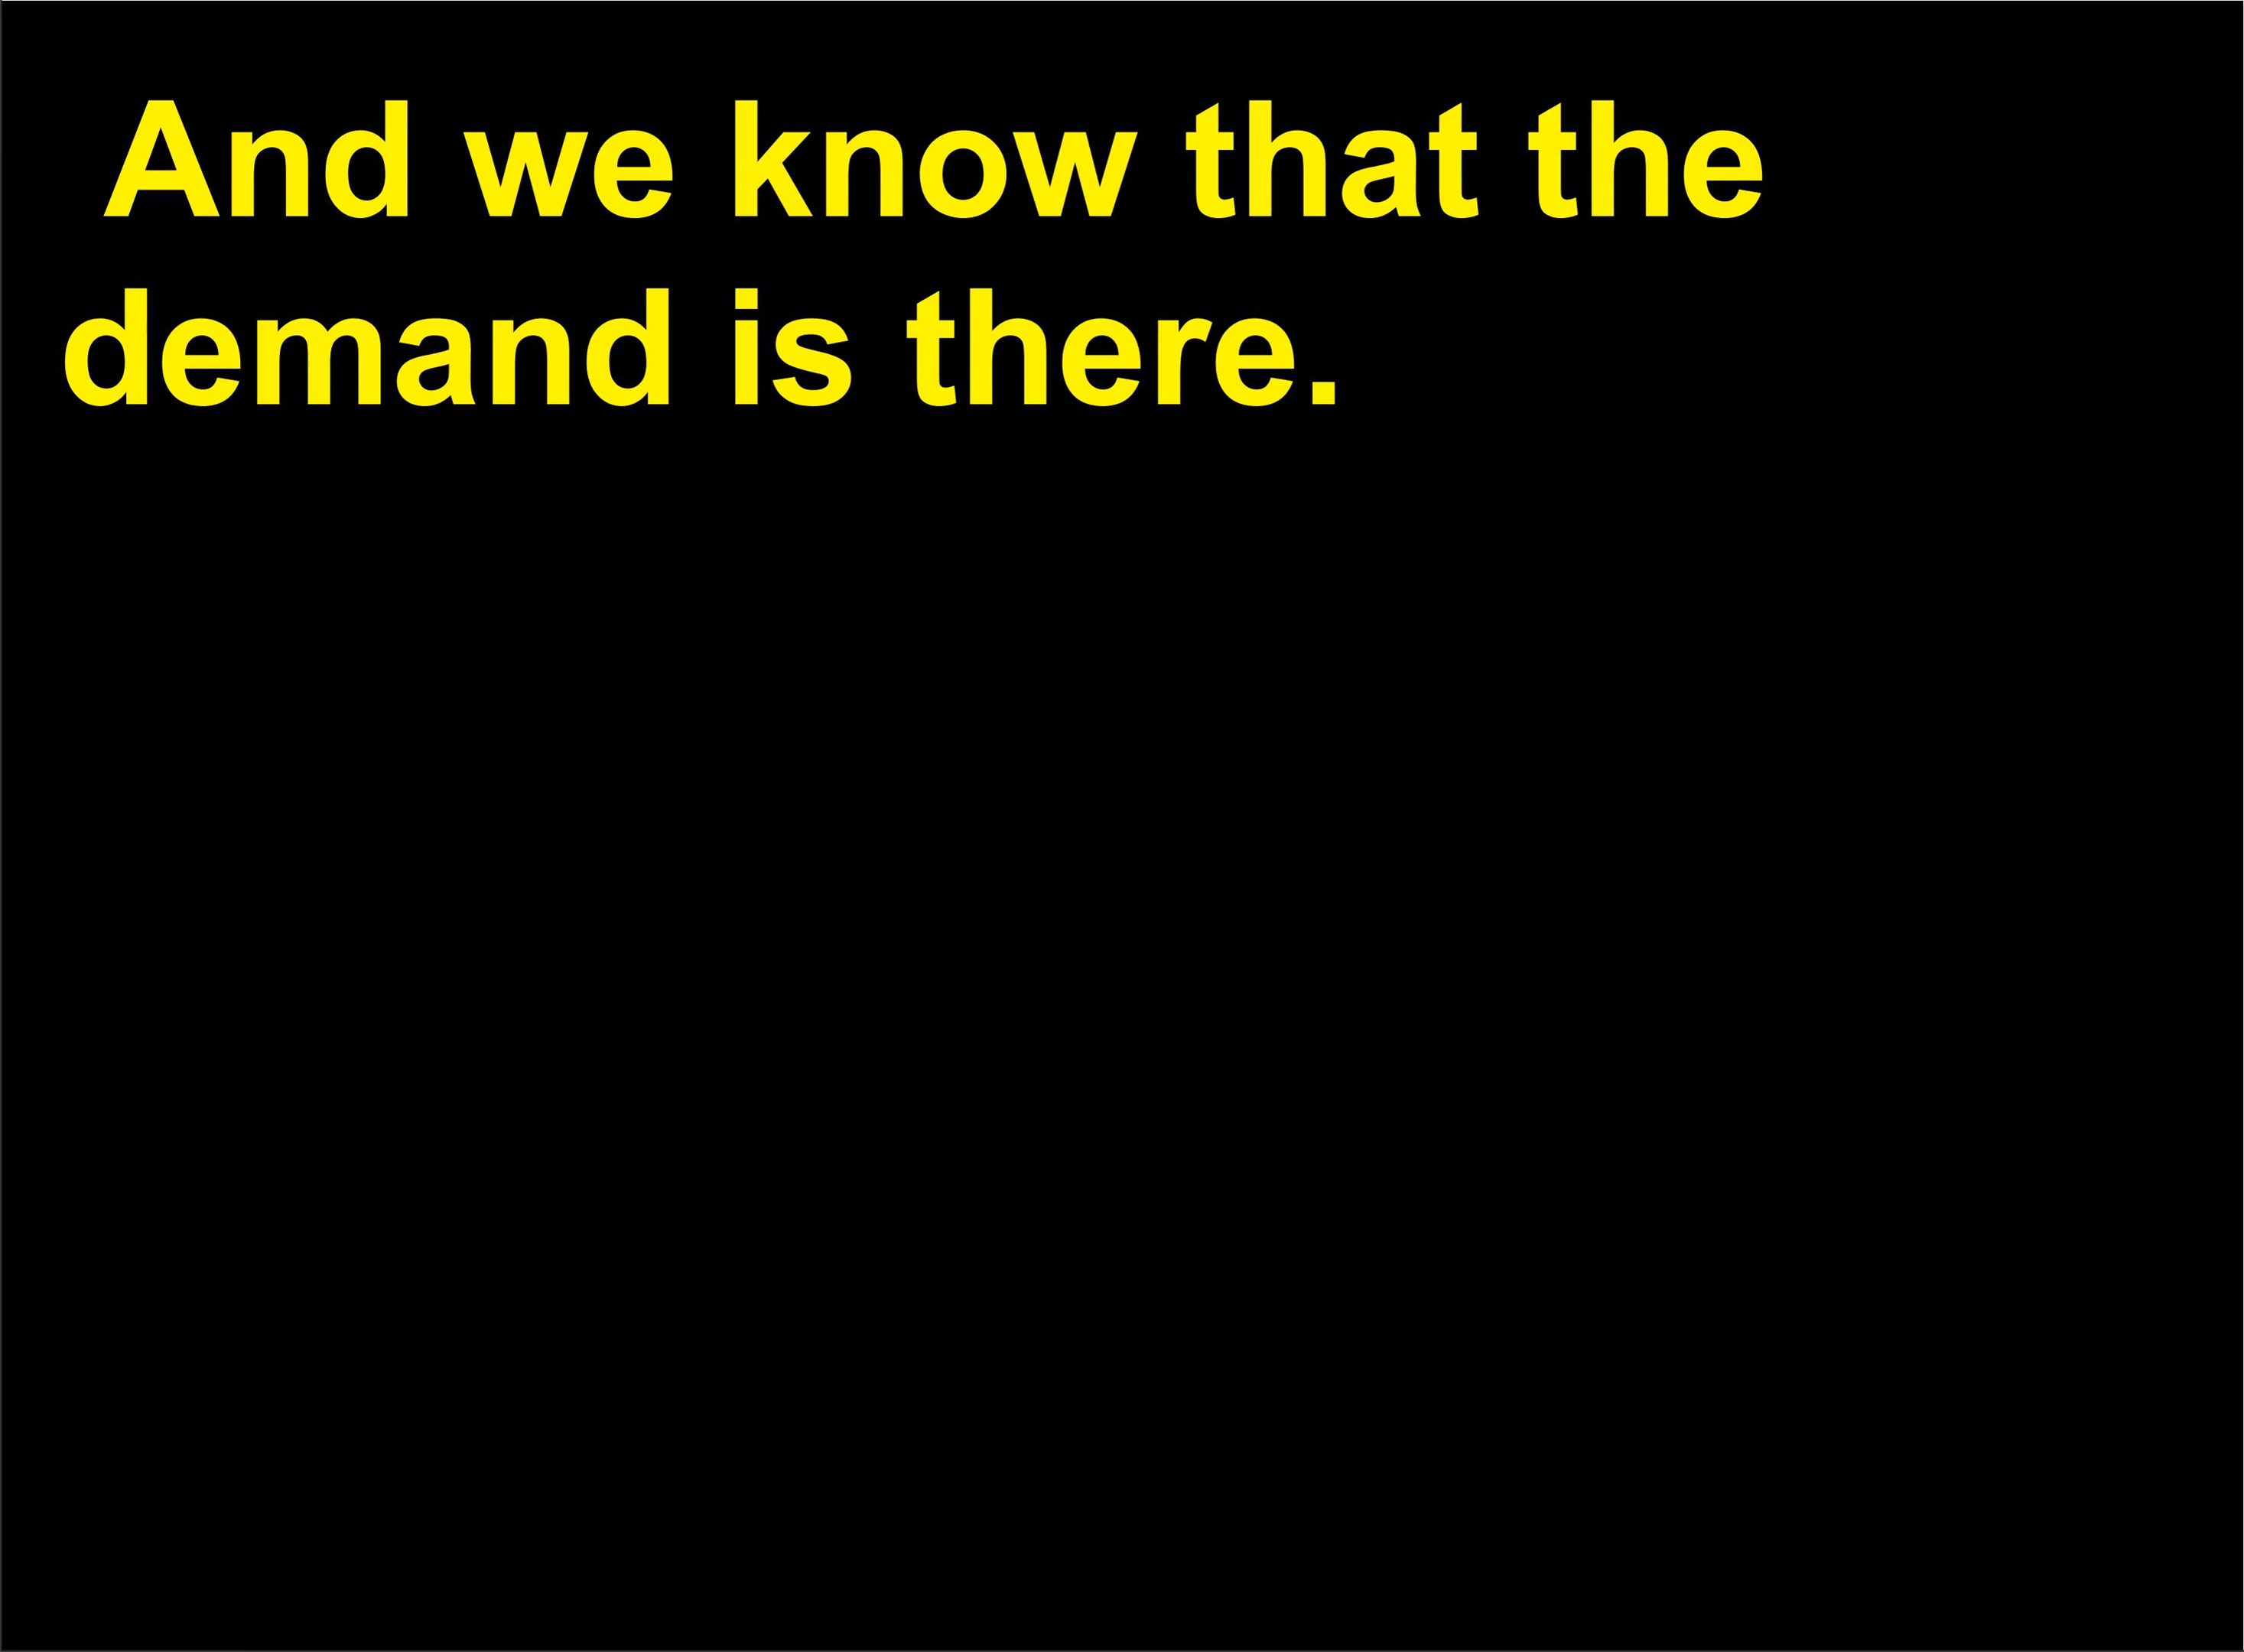 And we know that the
demand is there.